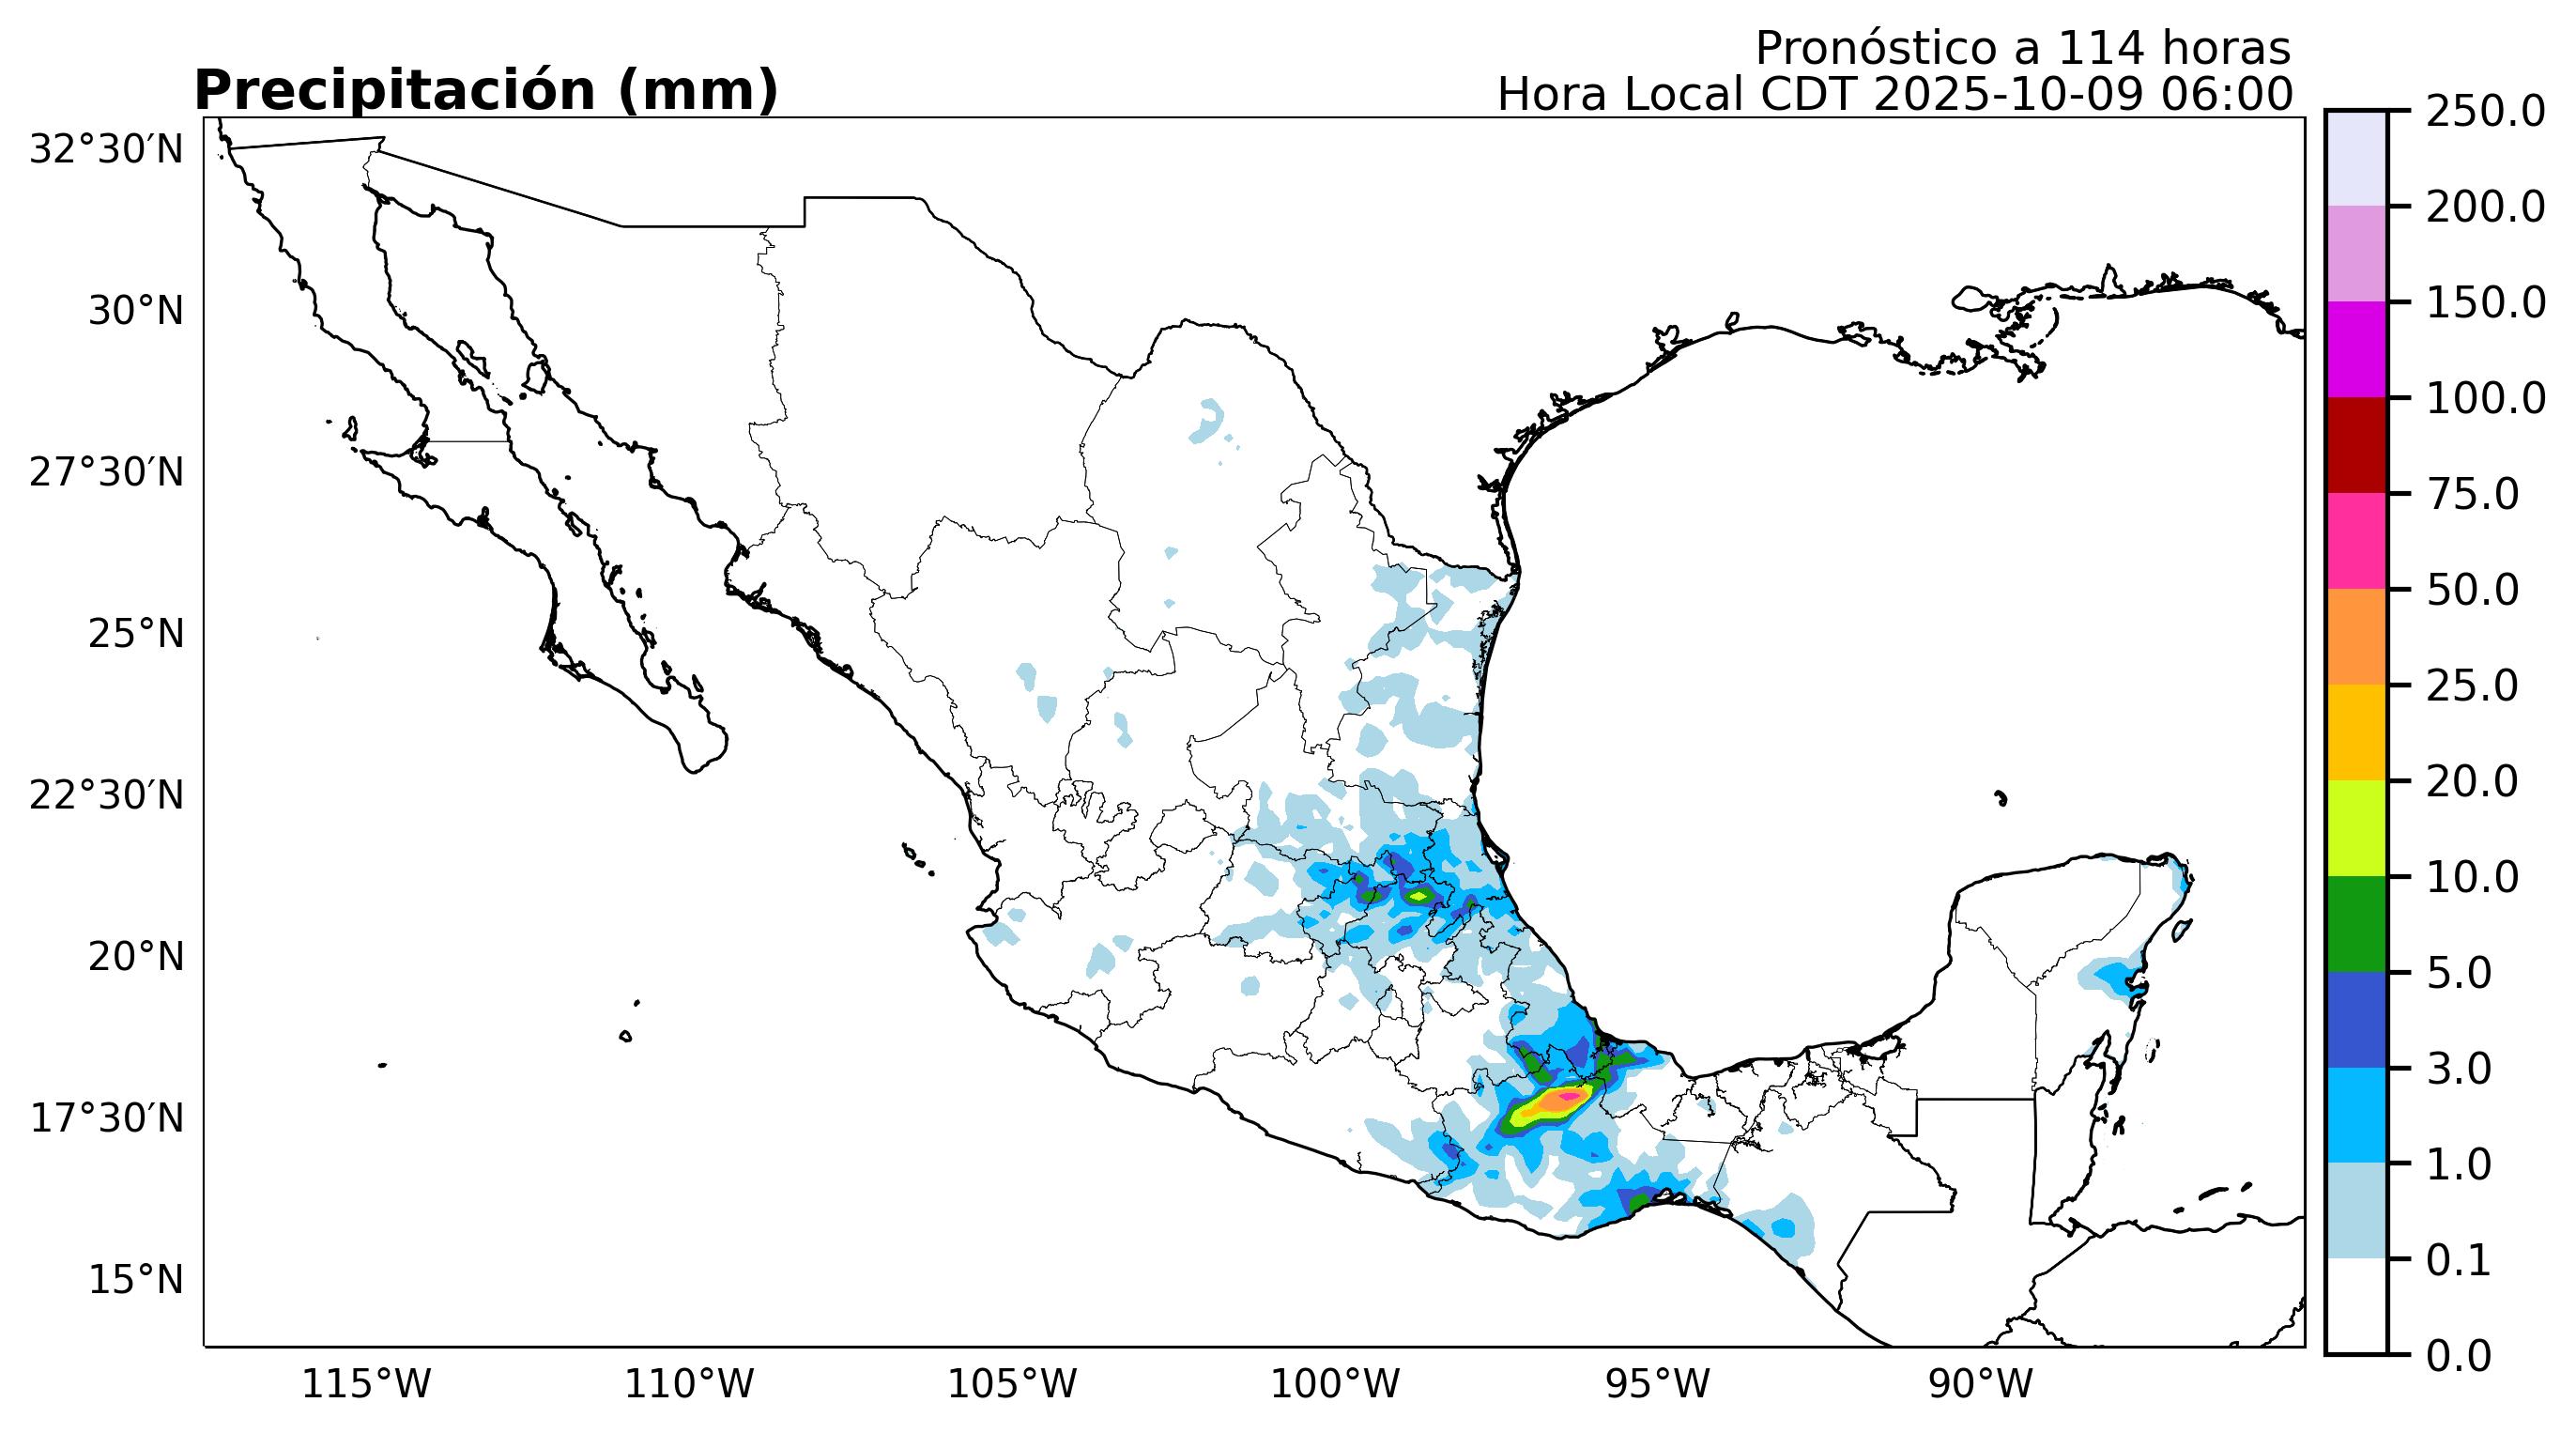 Pronóstico a 114 horas
Precipitación (mm)
Hora Local CDT 2025-10-09 06:00
32°30′N
30°N
27°30′N
25°N
22°30′N
20°N
17°30′N
15°N
115°W
110°W
105°W
100°W
95°W
90°W
250.0
200.0
150.0
100.0
75.0
50.0
25.0
20.0
10.0
5.0
3.0
1.0
0.1
0.0